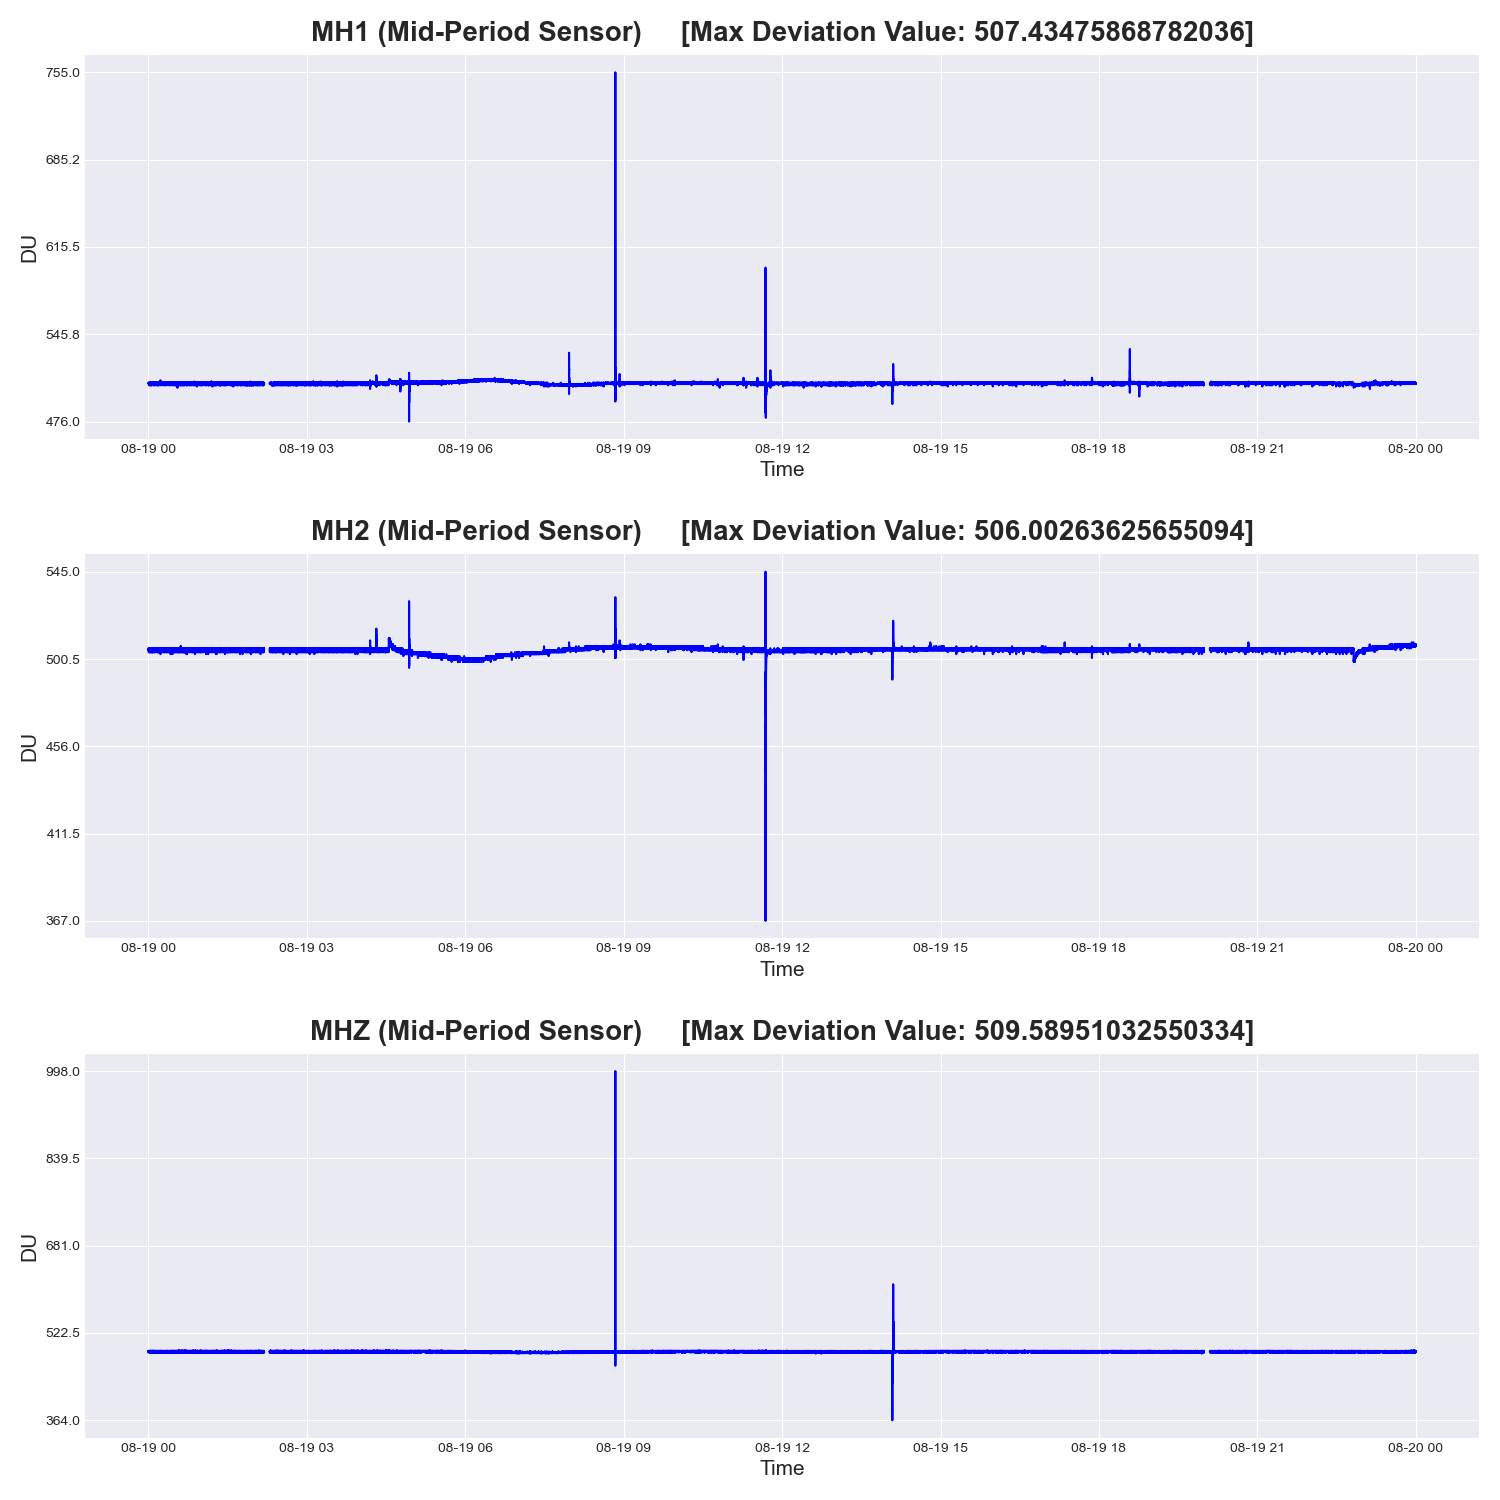 MH1 (Mid-Period Sensor) [Max Deviation Value: 507.43475868782036]
755.0
685.2
615.5
545.8
476.0
DU
08-19 00 08-19 03 08-19 06 08-19 09 08-19 12 08-19 15 08-19 18 08-19 21 08-20 00
Time
MH2 (Mid-Period Sensor) [Max Deviation Value: 506.00263625655094]
545.0
500.5
456.0
411.5
367.0
DU
08-19 00 08-19 03 08-19 06 08-19 09 08-19 12 08-19 15 08-19 18 08-19 21 08-20 00
Time
MHZ (Mid-Period Sensor) [Max Deviation Value: 509.58951032550334]
998.0
839.5
681.0
522.5
364.0
DU
08-19 00 08-19 03 08-19 06 08-19 09 08-19 12 08-19 15 08-19 18 08-19 21 08-20 00
Time